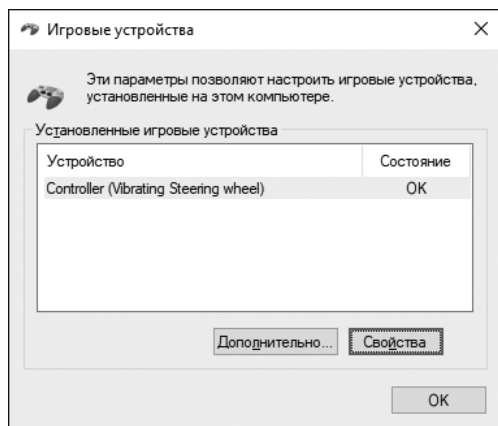 Игровые устройства
Эти параметры позволяют настроить игровые устройства,
установленные на этом компьютере.
Установленные игровые устройства
Устройство Состояние
Controller (Vibrating Steering wheel) OK
Дополнительно... Свойства
OK